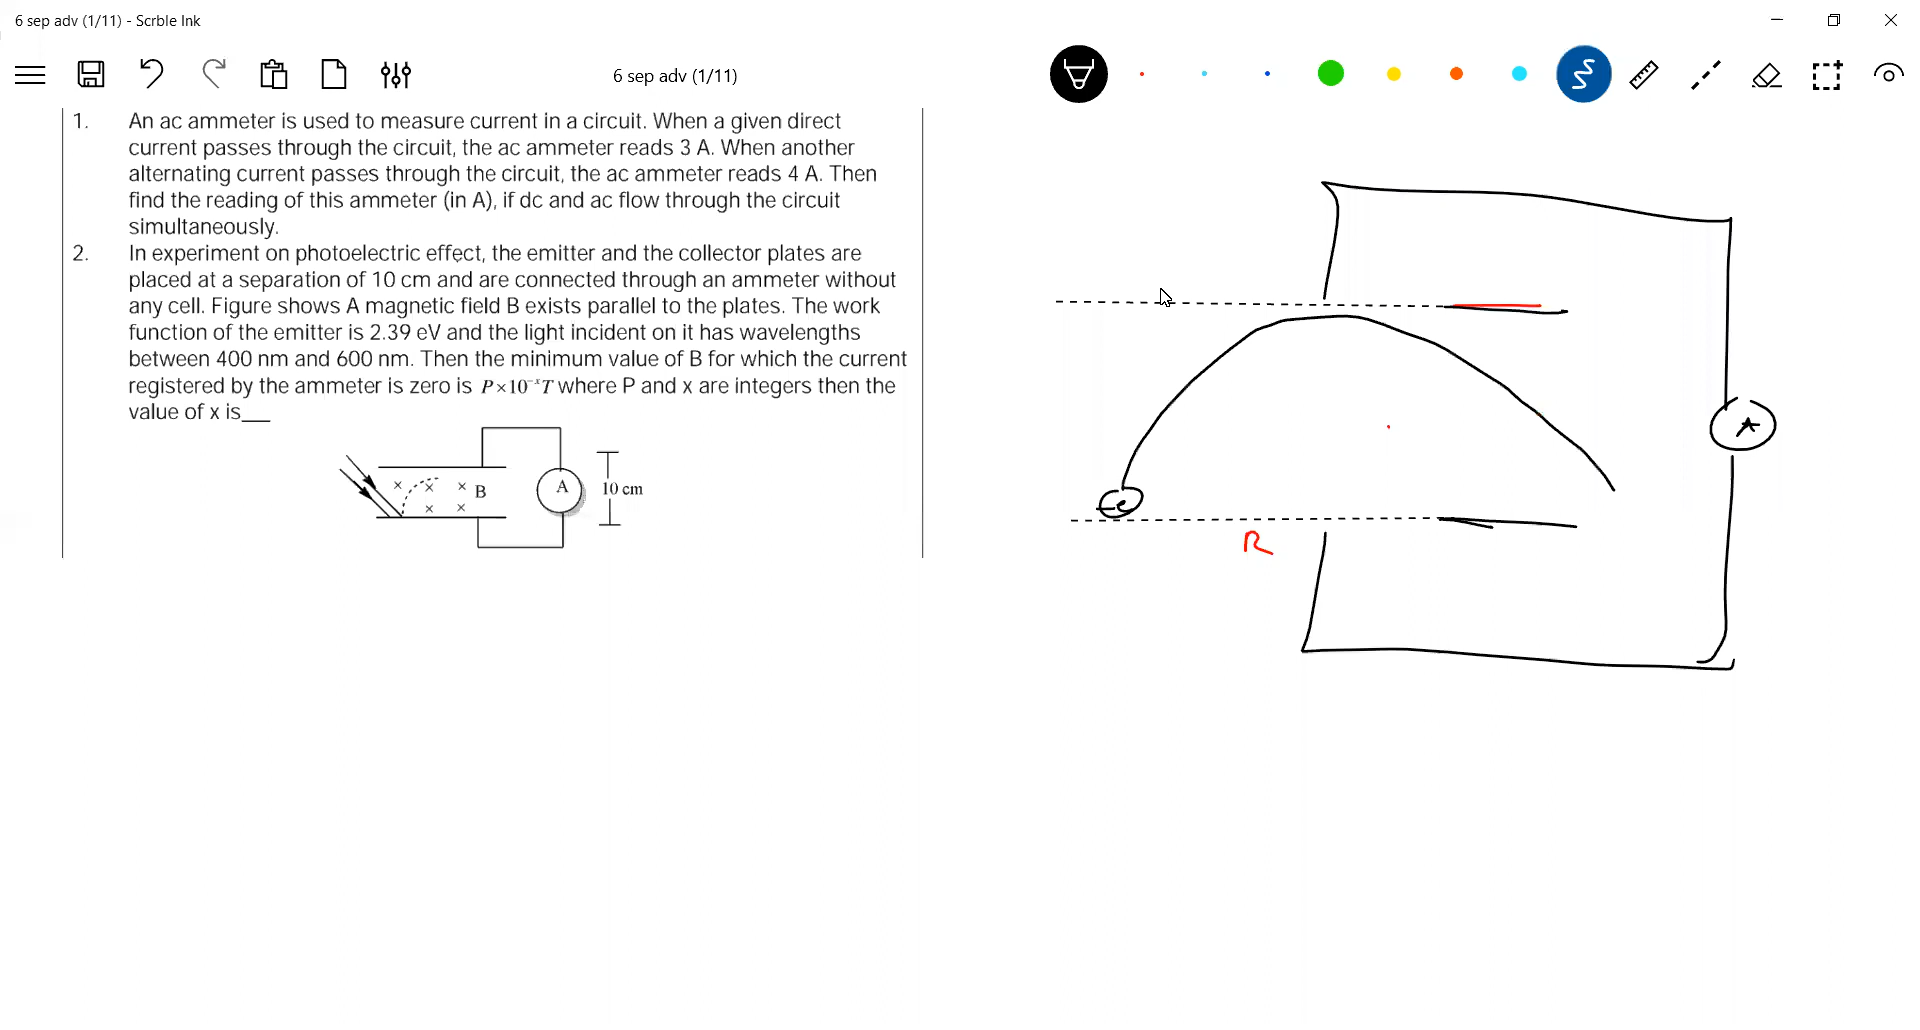 6 sep adv (1/11) - Scrble Ink
6 sep adv (1/11)
1. An ac ammeter is used to measure current in a circuit. When a given direct
current passes through the circuit, the ac ammeter reads 3 A. When another
alternating current passes through the circuit, the ac ammeter reads 4 A. Then
find the reading of this ammeter (in A), if dc and ac flow through the circuit
simultaneously.
2. In experiment on photoelectric effect, the emitter and the collector plates are
placed at a separation of 10 cm and are connected through an ammeter without
any cell. Figure shows A magnetic field B exists parallel to the plates. The work
function of the emitter is 2.39 eV and the light incident on it has wavelengths
between 400 nm and 600 nm. Then the minimum value of B for which the current
registered by the ammeter is zero is P×10⁻ˣT where P and x are integers then the
value of x is__
× × × B
× ×
A
10 cm
A
e
R